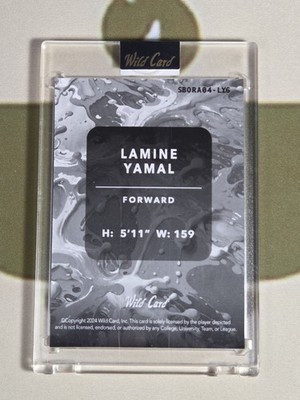 Wild Card
SBORA04-LY6
LAMINE
YAMAL
FORWARD
H: 5'11" W: 159
Wild Card
©Copyright 2024 Wild Card, Inc. This card is solely licensed by the player depicted
and is not licensed, endorsed, or authorized by any College, University, Team, or League.